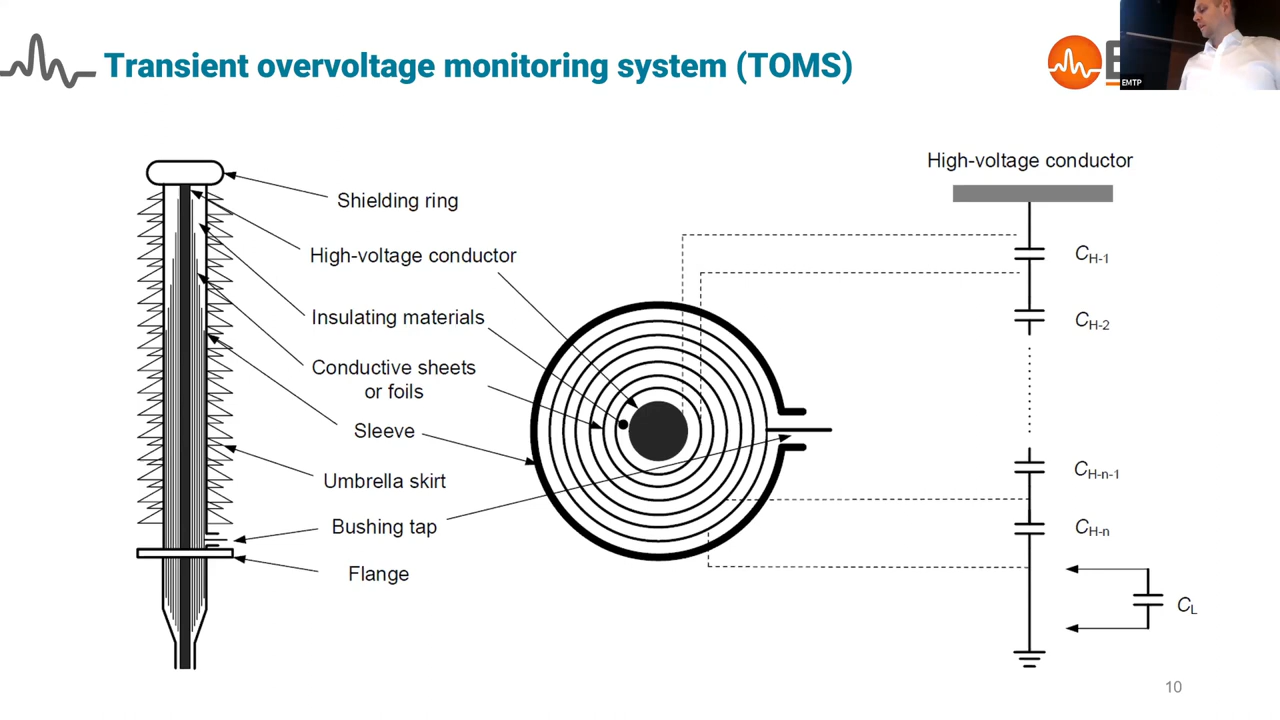 Transient overvoltage monitoring system (TOMS)
E
EMTP
High-voltage conductor
Shielding ring
High-voltage conductor
Insulating materials
Conductive sheets
or foils
Sleeve
Umbrella skirt
Bushing tap
Flange
C_H-1
C_H-2
C_H-n-1
C_H-n
C_L
10